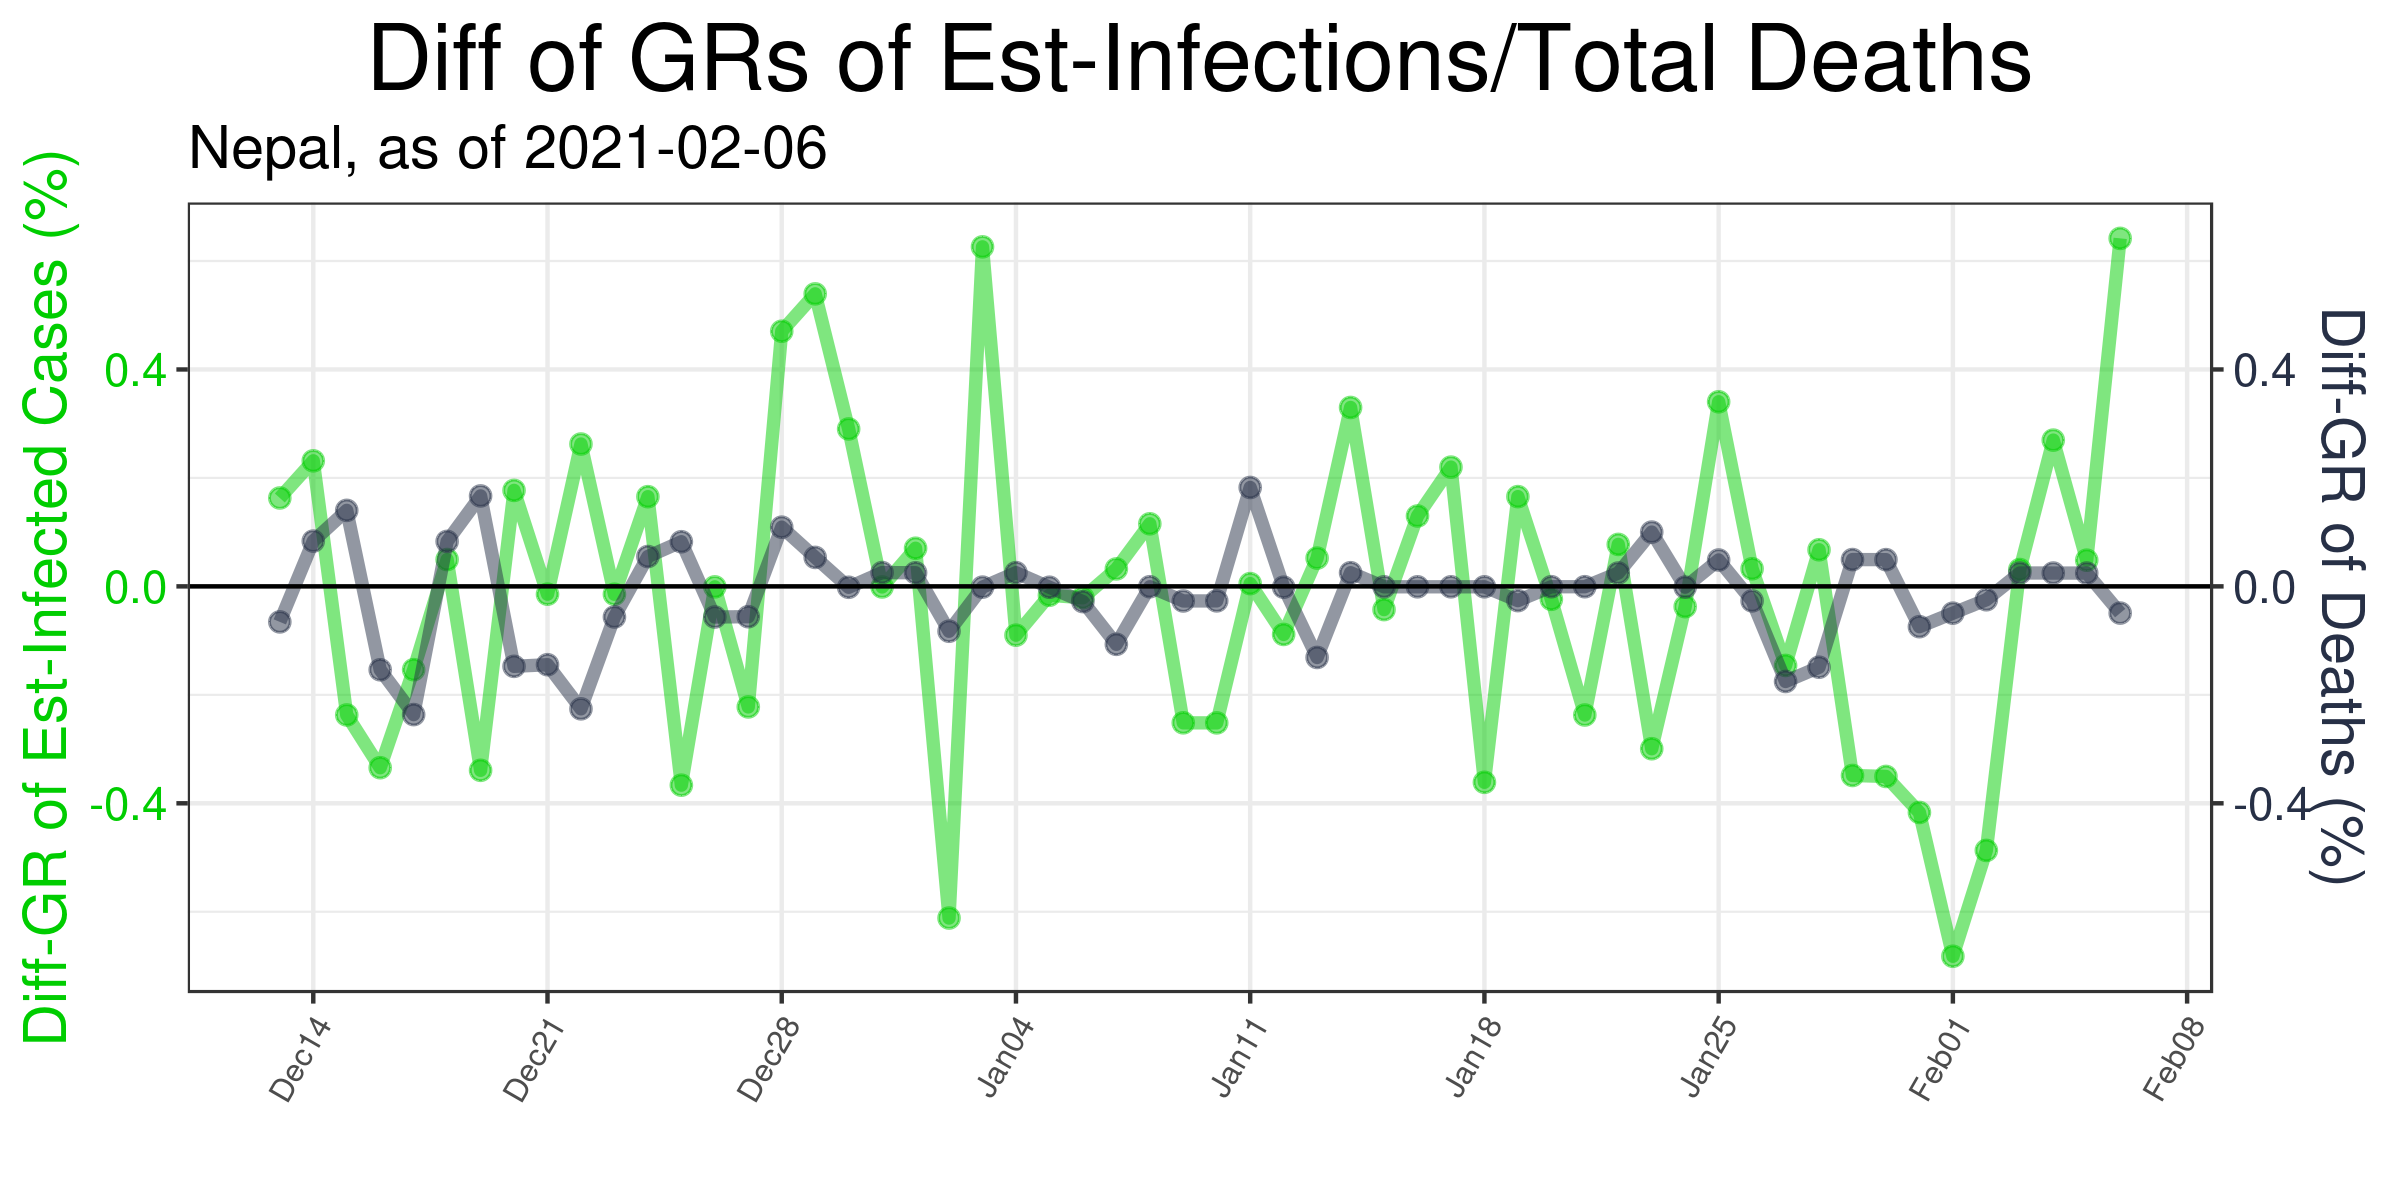 Diff of GRs of Est-Infections/Total Deaths
Nepal, as of 2021-02-06
Diff-GR of Est-Infected Cases (%)
0.4
0.0
-0.4
0.4
0.0
-0.4
Diff-GR of Deaths (%)
Dec14
Dec21
Dec28
Jan04
Jan11
Jan18
Jan25
Feb01
Feb08